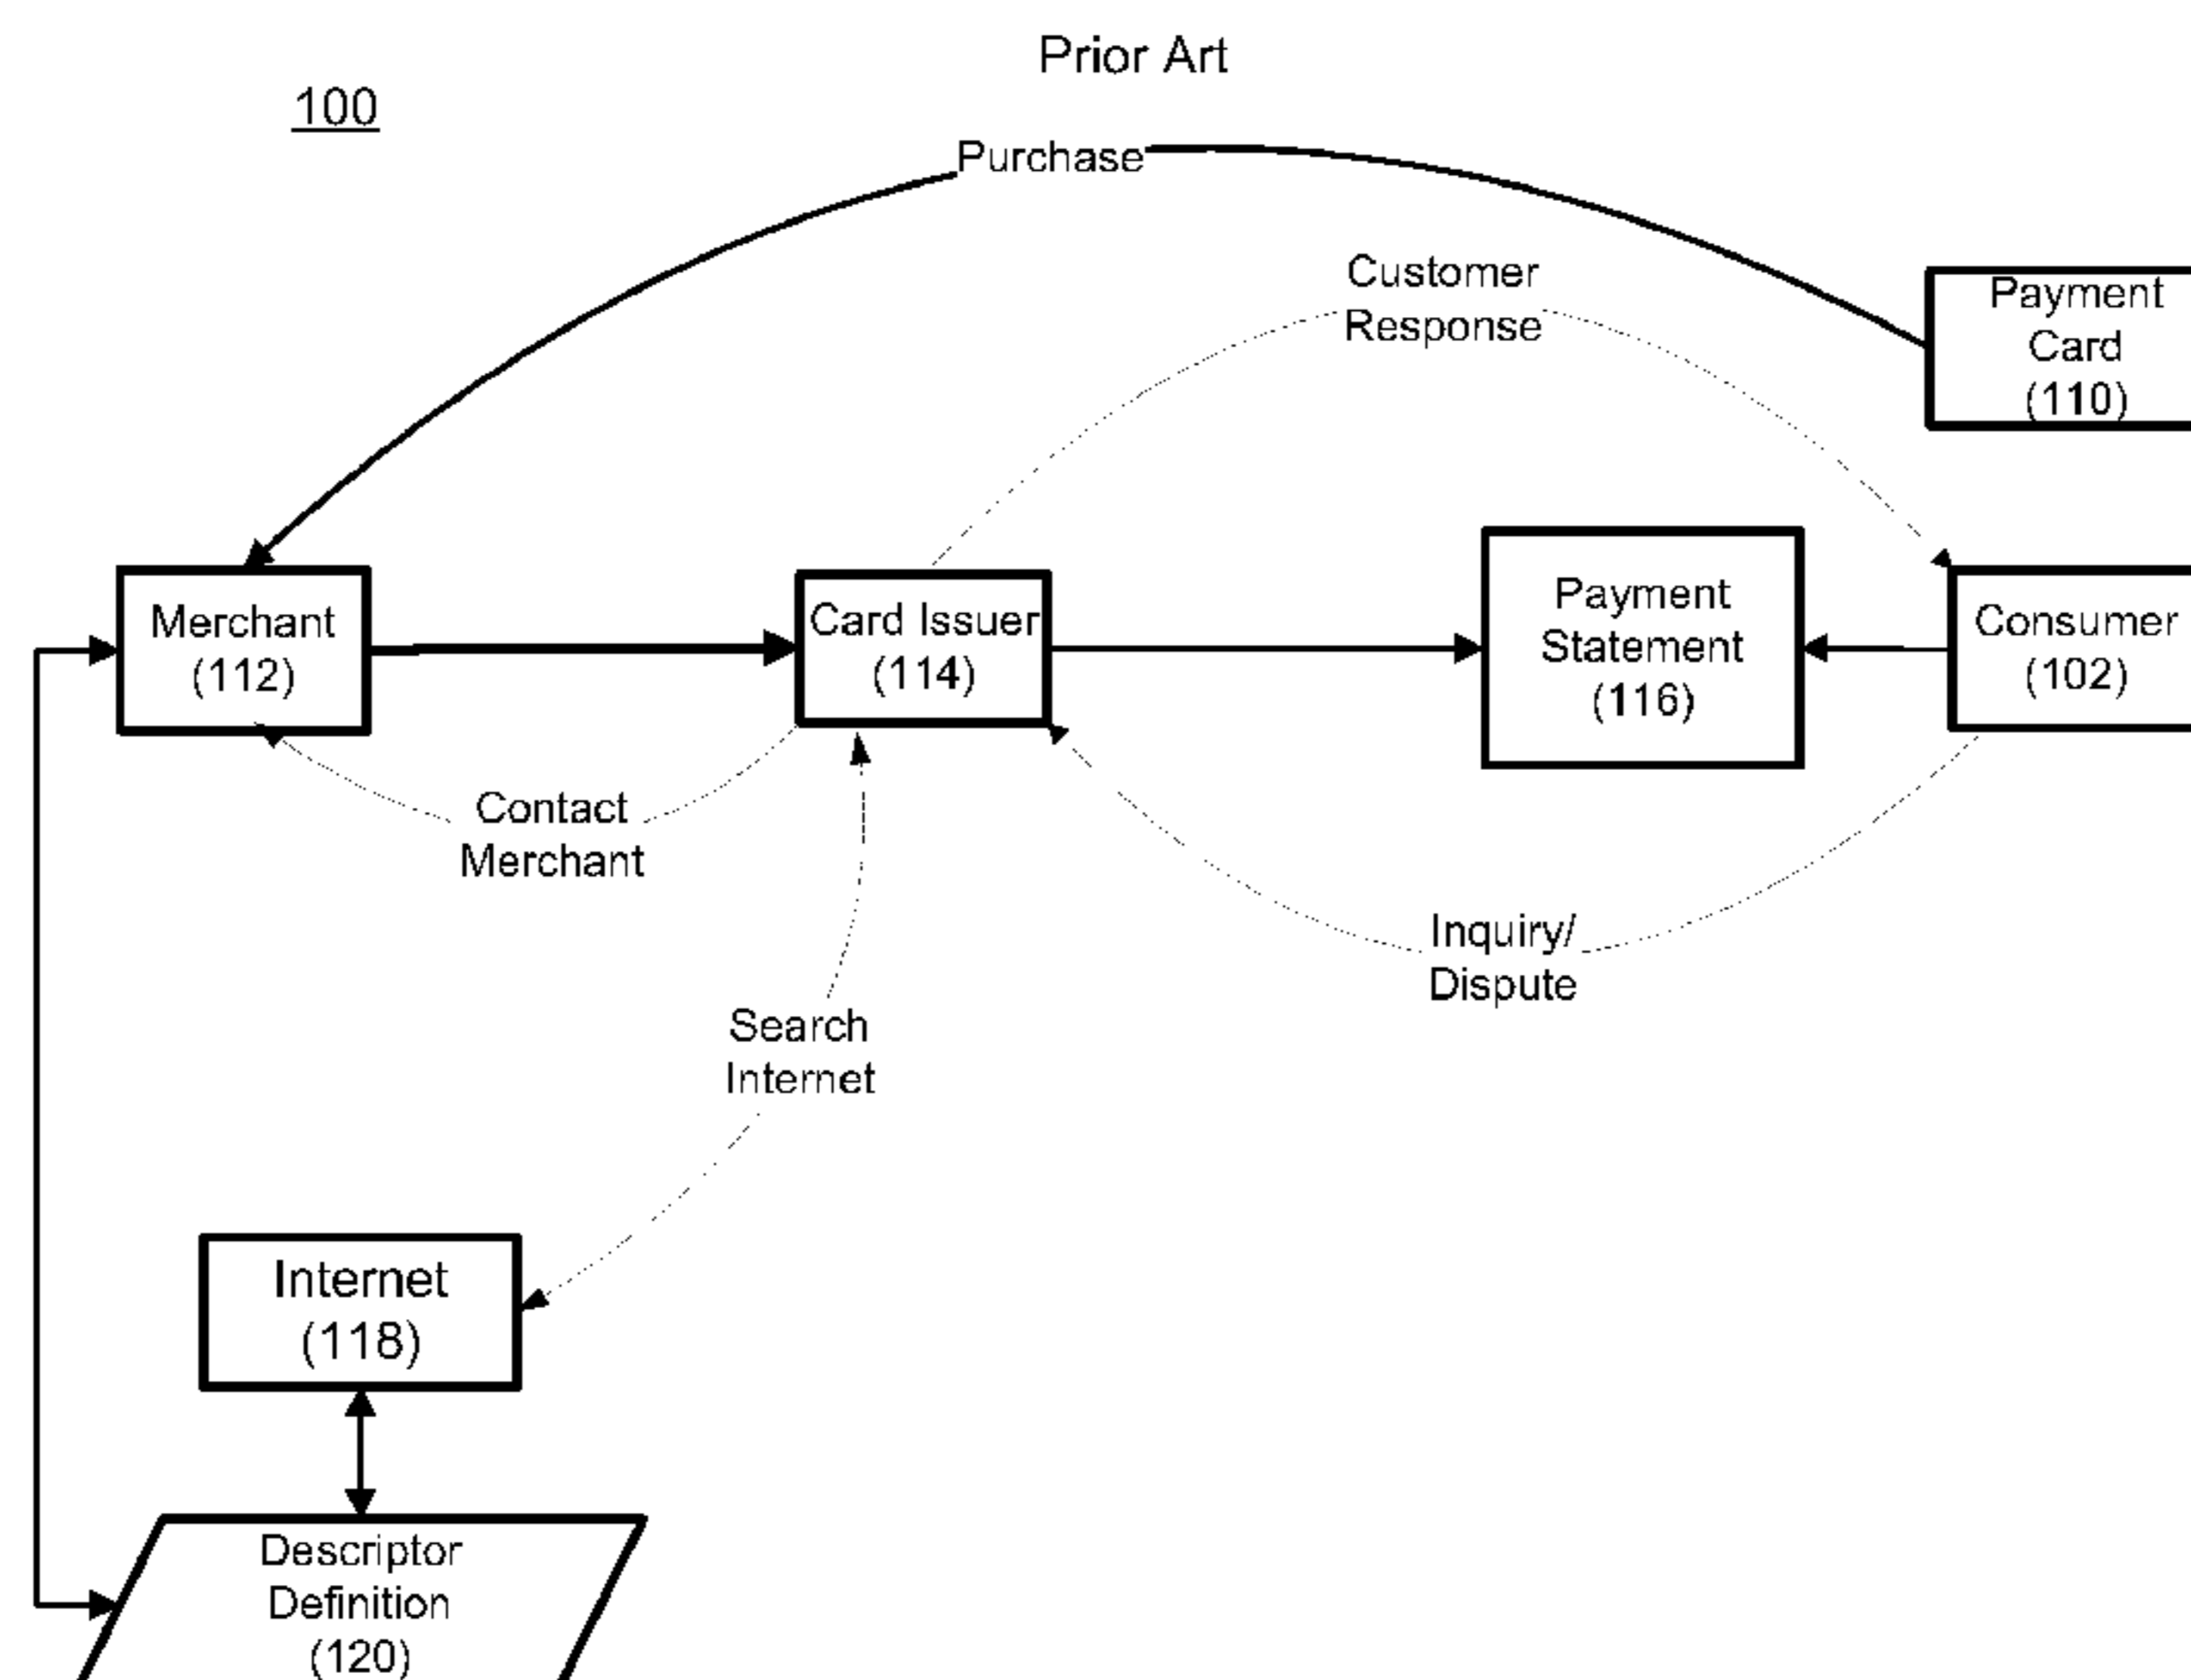 Prior Art
100
Purchase
Customer
Response
Payment
Card
(110)
Merchant
(112)
Card Issuer
(114)
Payment
Statement
(116)
Consumer
(102)
Contact
Merchant
Inquiry/
Dispute
Search
Internet
Internet
(118)
Descriptor
Definition
(120)